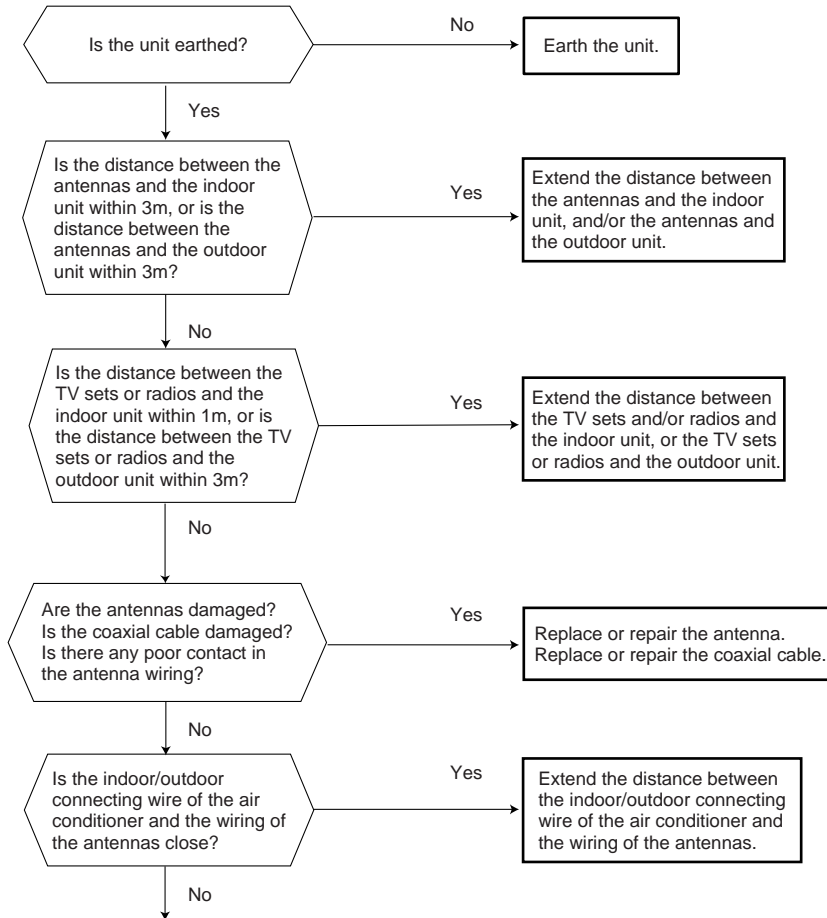 Is the unit earthed?
No
Earth the unit.
Yes
Is the distance between the
antennas and the indoor
unit within 3m, or is the
distance between the
antennas and the outdoor
unit within 3m?
Yes
Extend the distance between
the antennas and the indoor
unit, and/or the antennas and
the outdoor unit.
No
Is the distance between the
TV sets or radios and the
indoor unit within 1m, or is
the distance between the TV
sets or radios and the
outdoor unit within 3m?
Yes
Extend the distance between
the TV sets and/or radios and
the indoor unit, or the TV sets
or radios and the outdoor unit.
No
Are the antennas damaged?
Is the coaxial cable damaged?
Is there any poor contact in
the antenna wiring?
Yes
Replace or repair the antenna.
Replace or repair the coaxial cable.
No
Is the indoor/outdoor
connecting wire of the air
conditioner and the wiring of
the antennas close?
Yes
Extend the distance between
the indoor/outdoor connecting
wire of the air conditioner and
the wiring of the antennas.
No